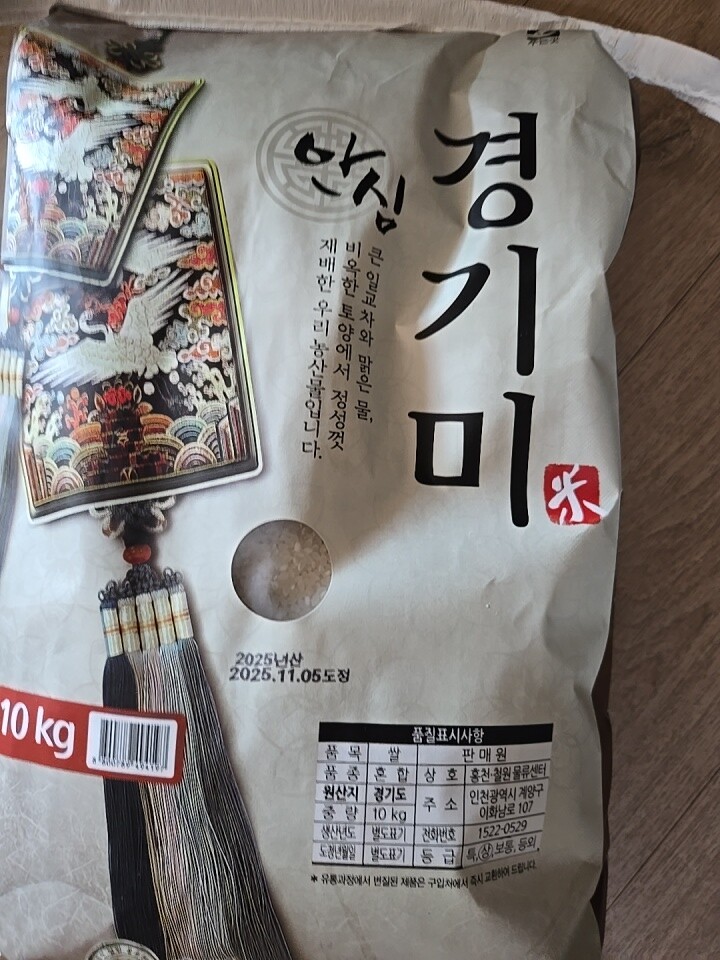 안심
경기미
米
큰 일교차와 맑은 물,
비옥한 토양에서 정성껏
재배한 우리 농산물입니다.
2025년산
2025.11.05도정
10 kg
품질표시사항
품 목 쌀 판 매 원
품 종 혼 합 상 호 홍천·철원 물류센터
원산지 경기도 주 소 인천광역시 계양구
이화남로 107
중 량 10 kg
생산년도 별도표기 전화번호 1522-0529
도정년월일 별도표기 등 급 특, 상, 보통, 등외,
* 유통과정에서 변질된 제품은 구입처에서 즉시 교환하여 드립니다.